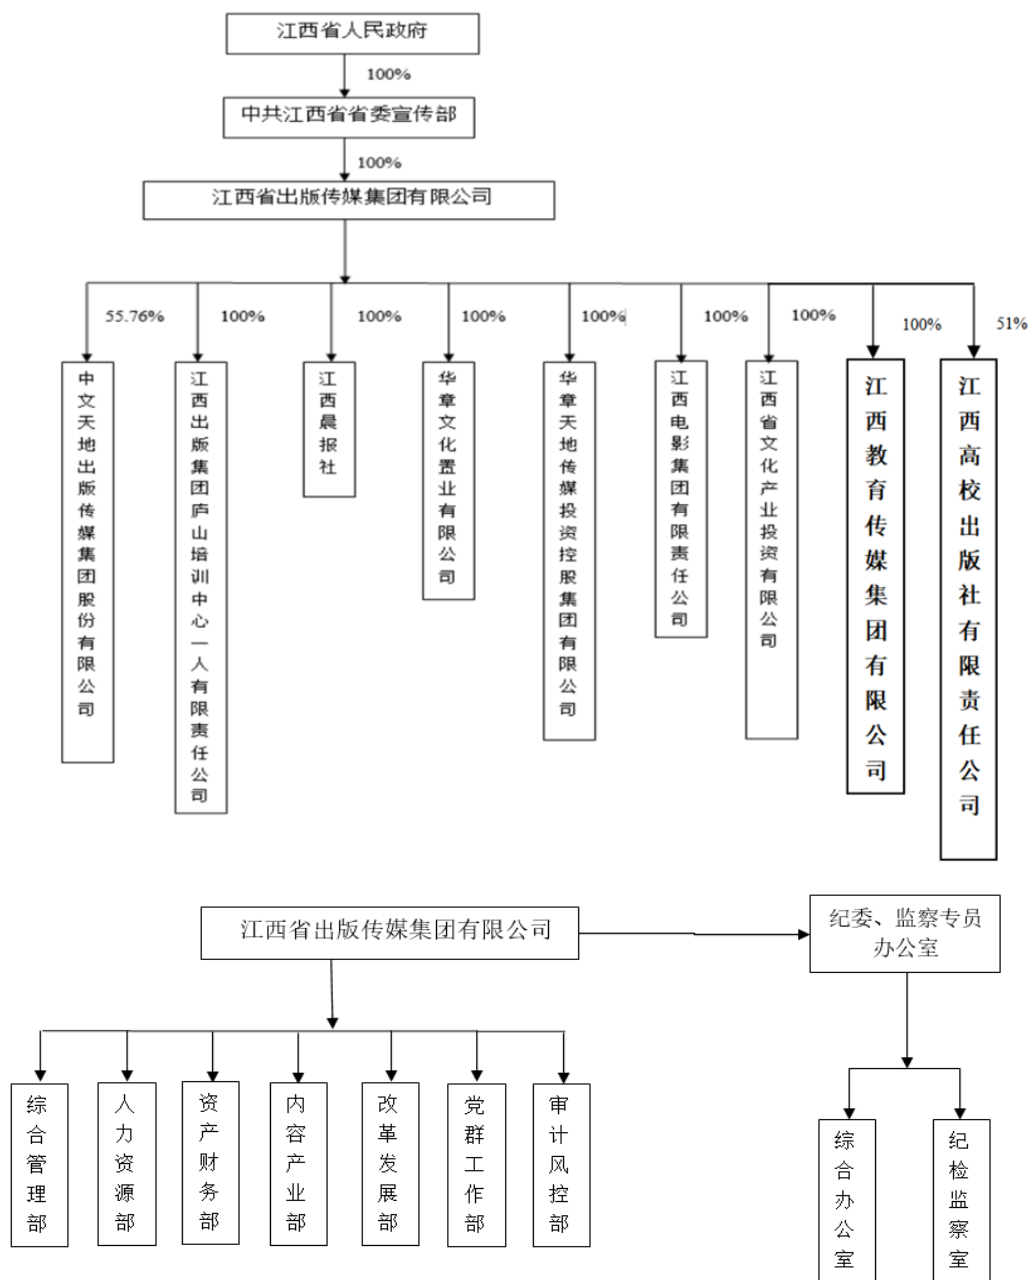 江西省人民政府
100%
中共江西省省委宣传部
100%
江西省出版传媒集团有限公司
55.76%
100%
100%
100%
100%
100%
100%
100%
51%
中文天地出版传媒集团股份有限公司
江西出版集团庐山培训中心一人有限责任公司
江西晨报社
华章文化置业有限公司
华章天地传媒投资控股集团有限公司
江西电影集团有限责任公司
江西省文化产业投资有限公司
江西教育传媒集团有限公司
江西高校出版社有限责任公司
江西省出版传媒集团有限公司
纪委、监察专员
办公室
综合管理部
人力资源部
资产财务部
内容产业部
改革发展部
党群工作部
审计风控部
综合办公室
纪检监察室